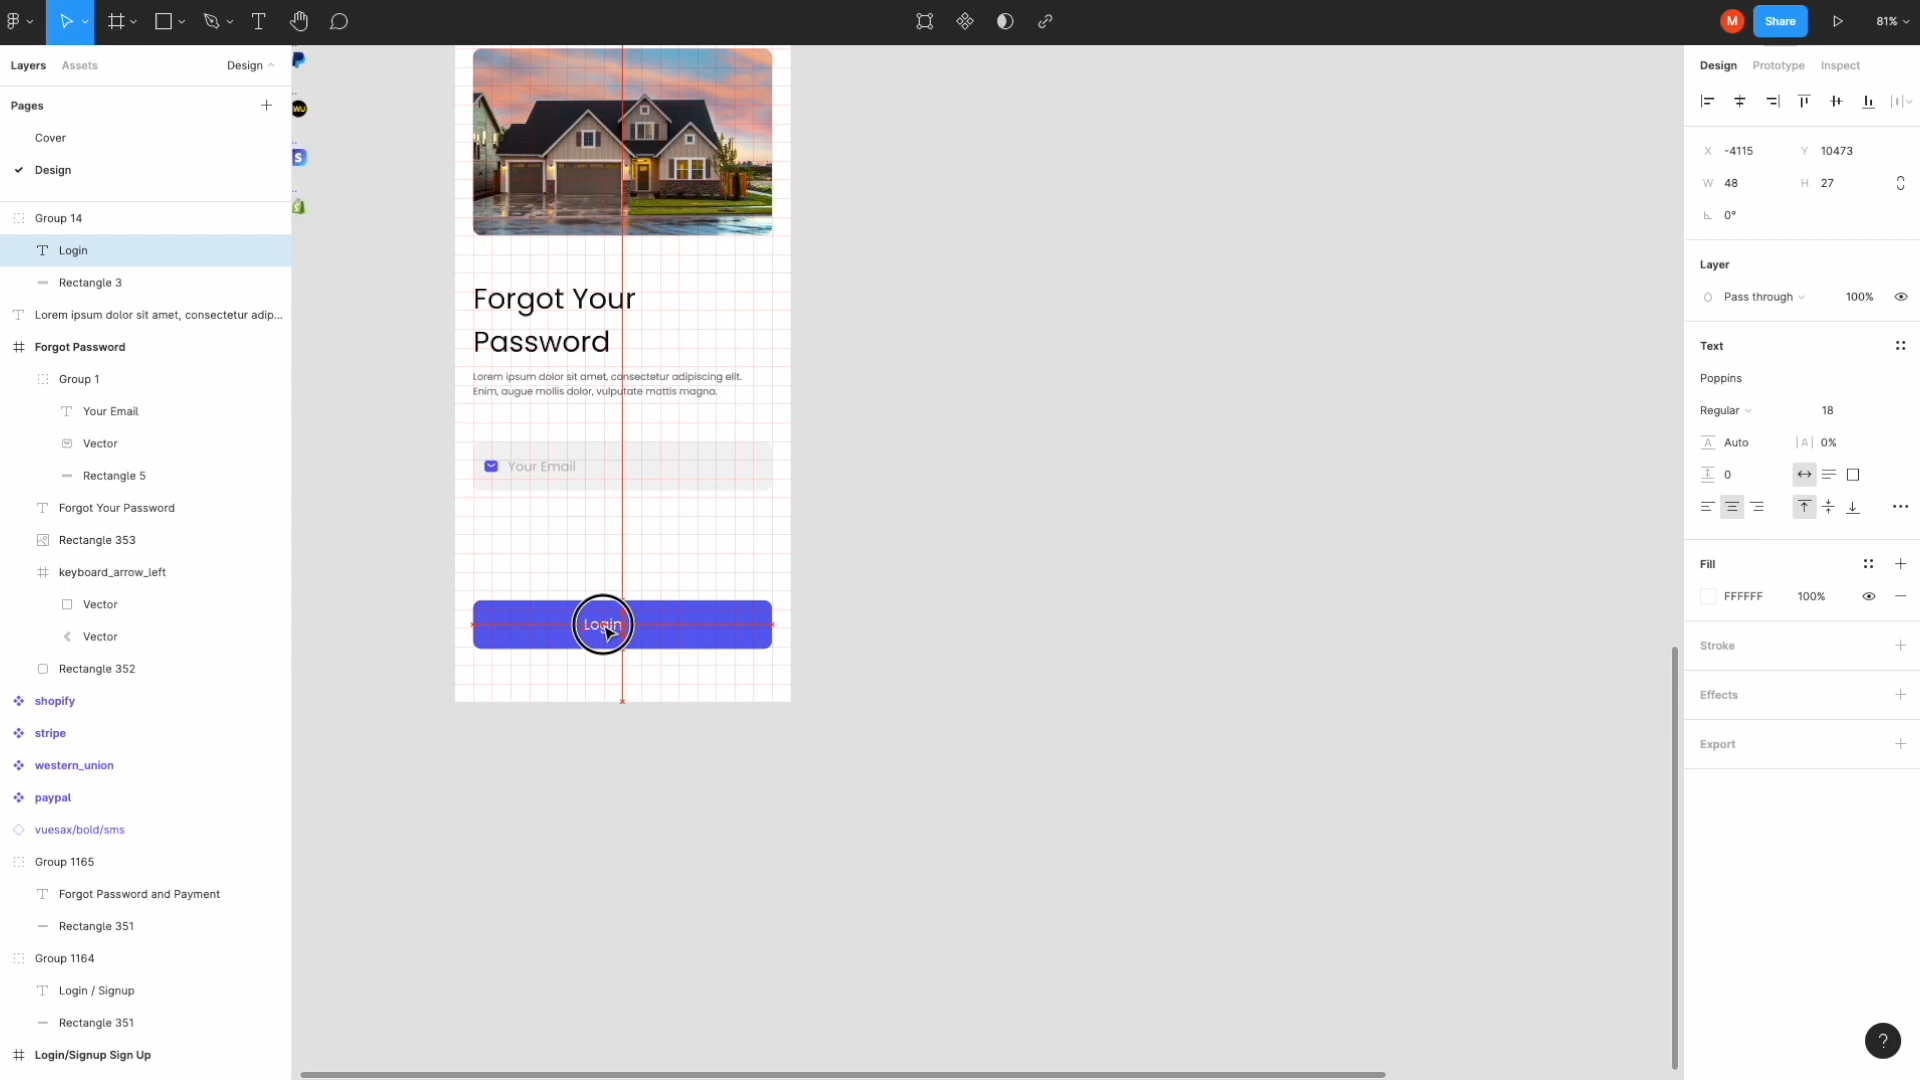 M
Share
81%
Layers
Assets
Design
Pages
Cover
Design
Group 14
Login
Rectangle 3
Lorem ipsum dolor sit amet, consectetur adip...
Forgot Password
Group 1
Your Email
Vector
Rectangle 5
Forgot Your Password
Rectangle 353
keyboard_arrow_left
Vector
Vector
Rectangle 352
shopify
stripe
western_union
paypal
vuesax/bold/sms
Group 1165
Forgot Password and Payment
Rectangle 351
Group 1164
Login / Signup
Rectangle 351
Login/Signup Sign Up
WU
S
Forgot Your
Password
Lorem ipsum dolor sit amet, consectetur adipiscing elit.
Enim, augue mollis dolor, vulputate mattis magna.
Your Email
Login
Design
Prototype
Inspect
X -4115 Y 10473
W 48 H 27
0°
Layer
Pass through 100%
Text
Poppins
Regular 18
A Auto |A| 0%
0
Fill
FFFFFF 100%
Stroke
Effects
Export
?